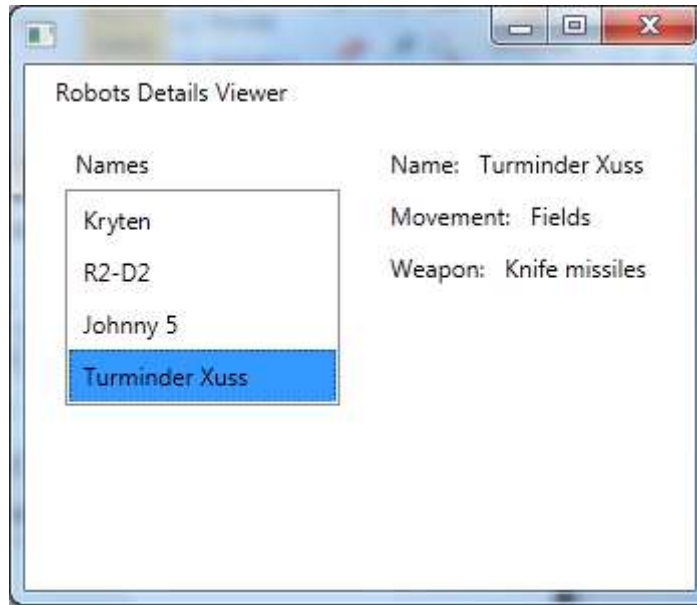 Robots Details Viewer
Names
Kryten
R2-D2
Johnny 5
Turminder Xuss
Name: Turminder Xuss
Movement: Fields
Weapon: Knife missiles